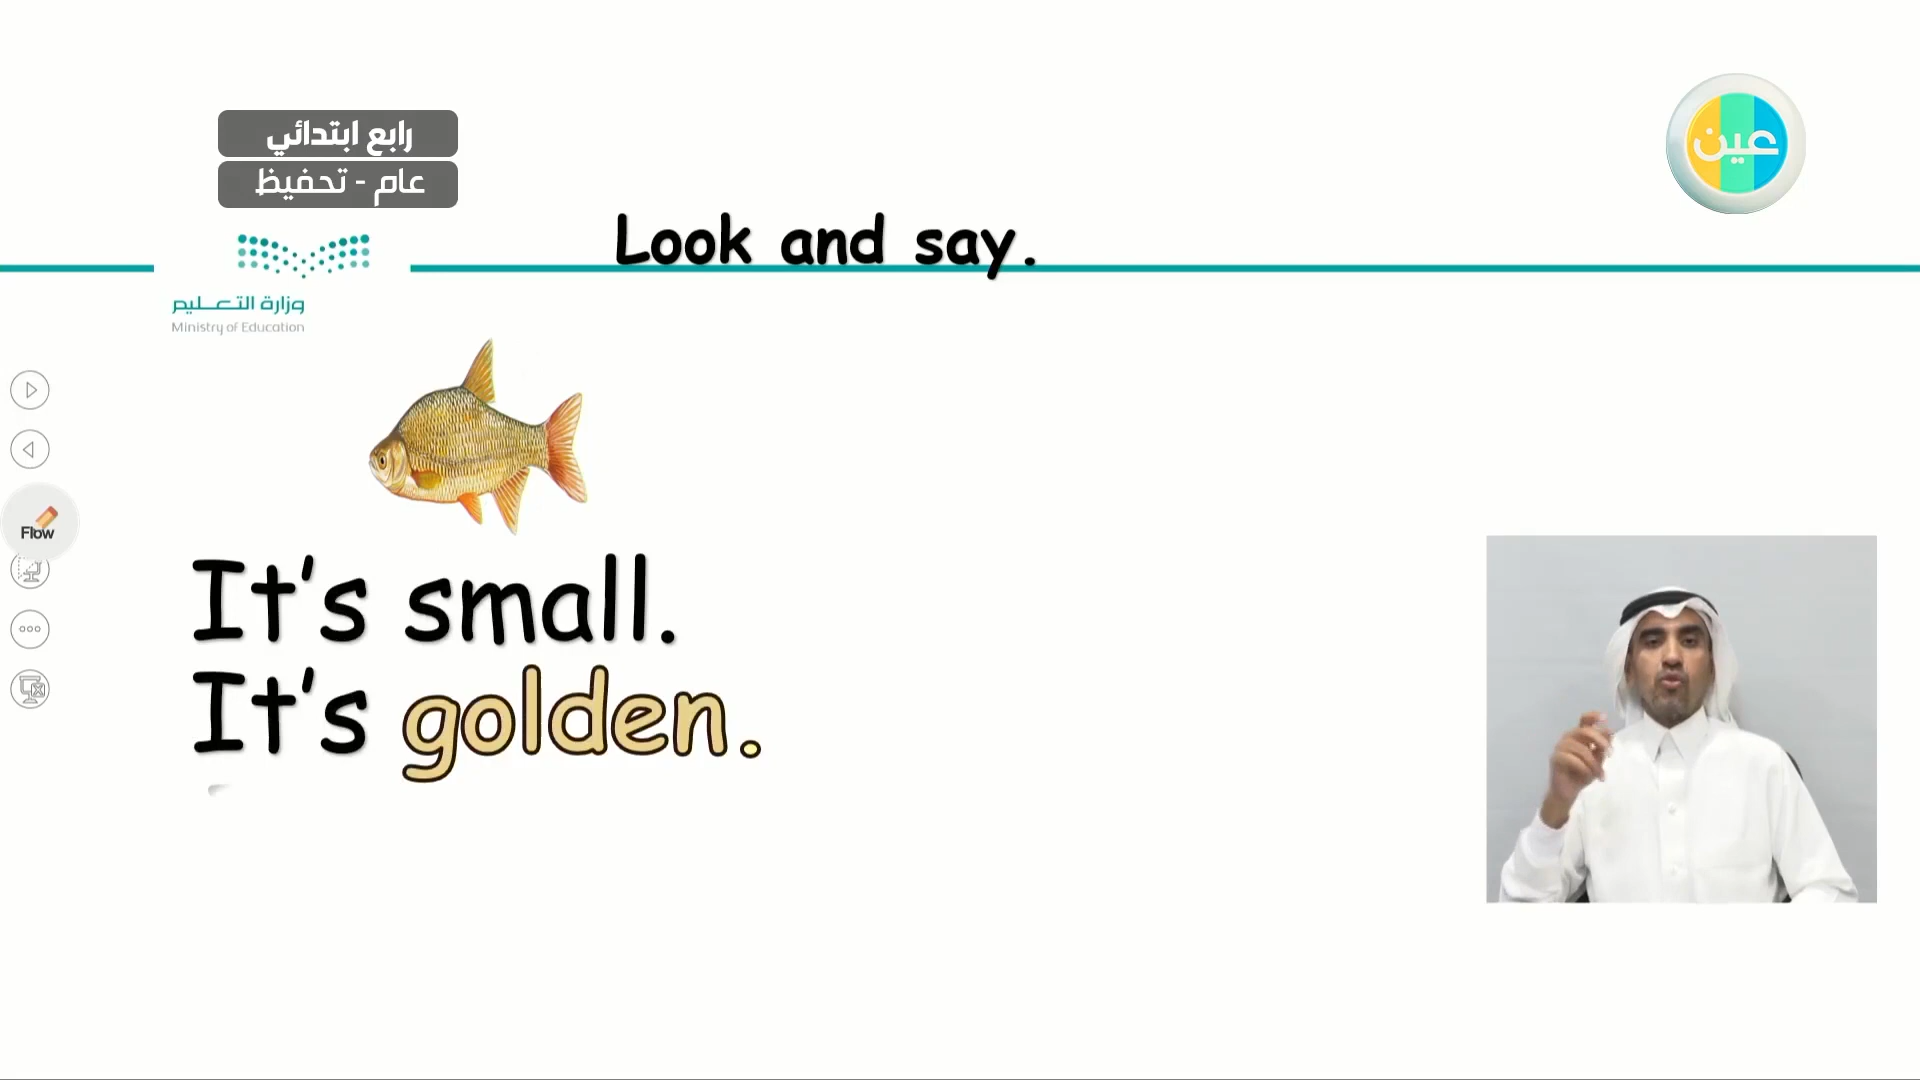 رابع ابتدائي
عام - تحفيظ
عين
Look and say.
وزارة التعليم
Ministry of Education
Flow
It's small.
It's golden.